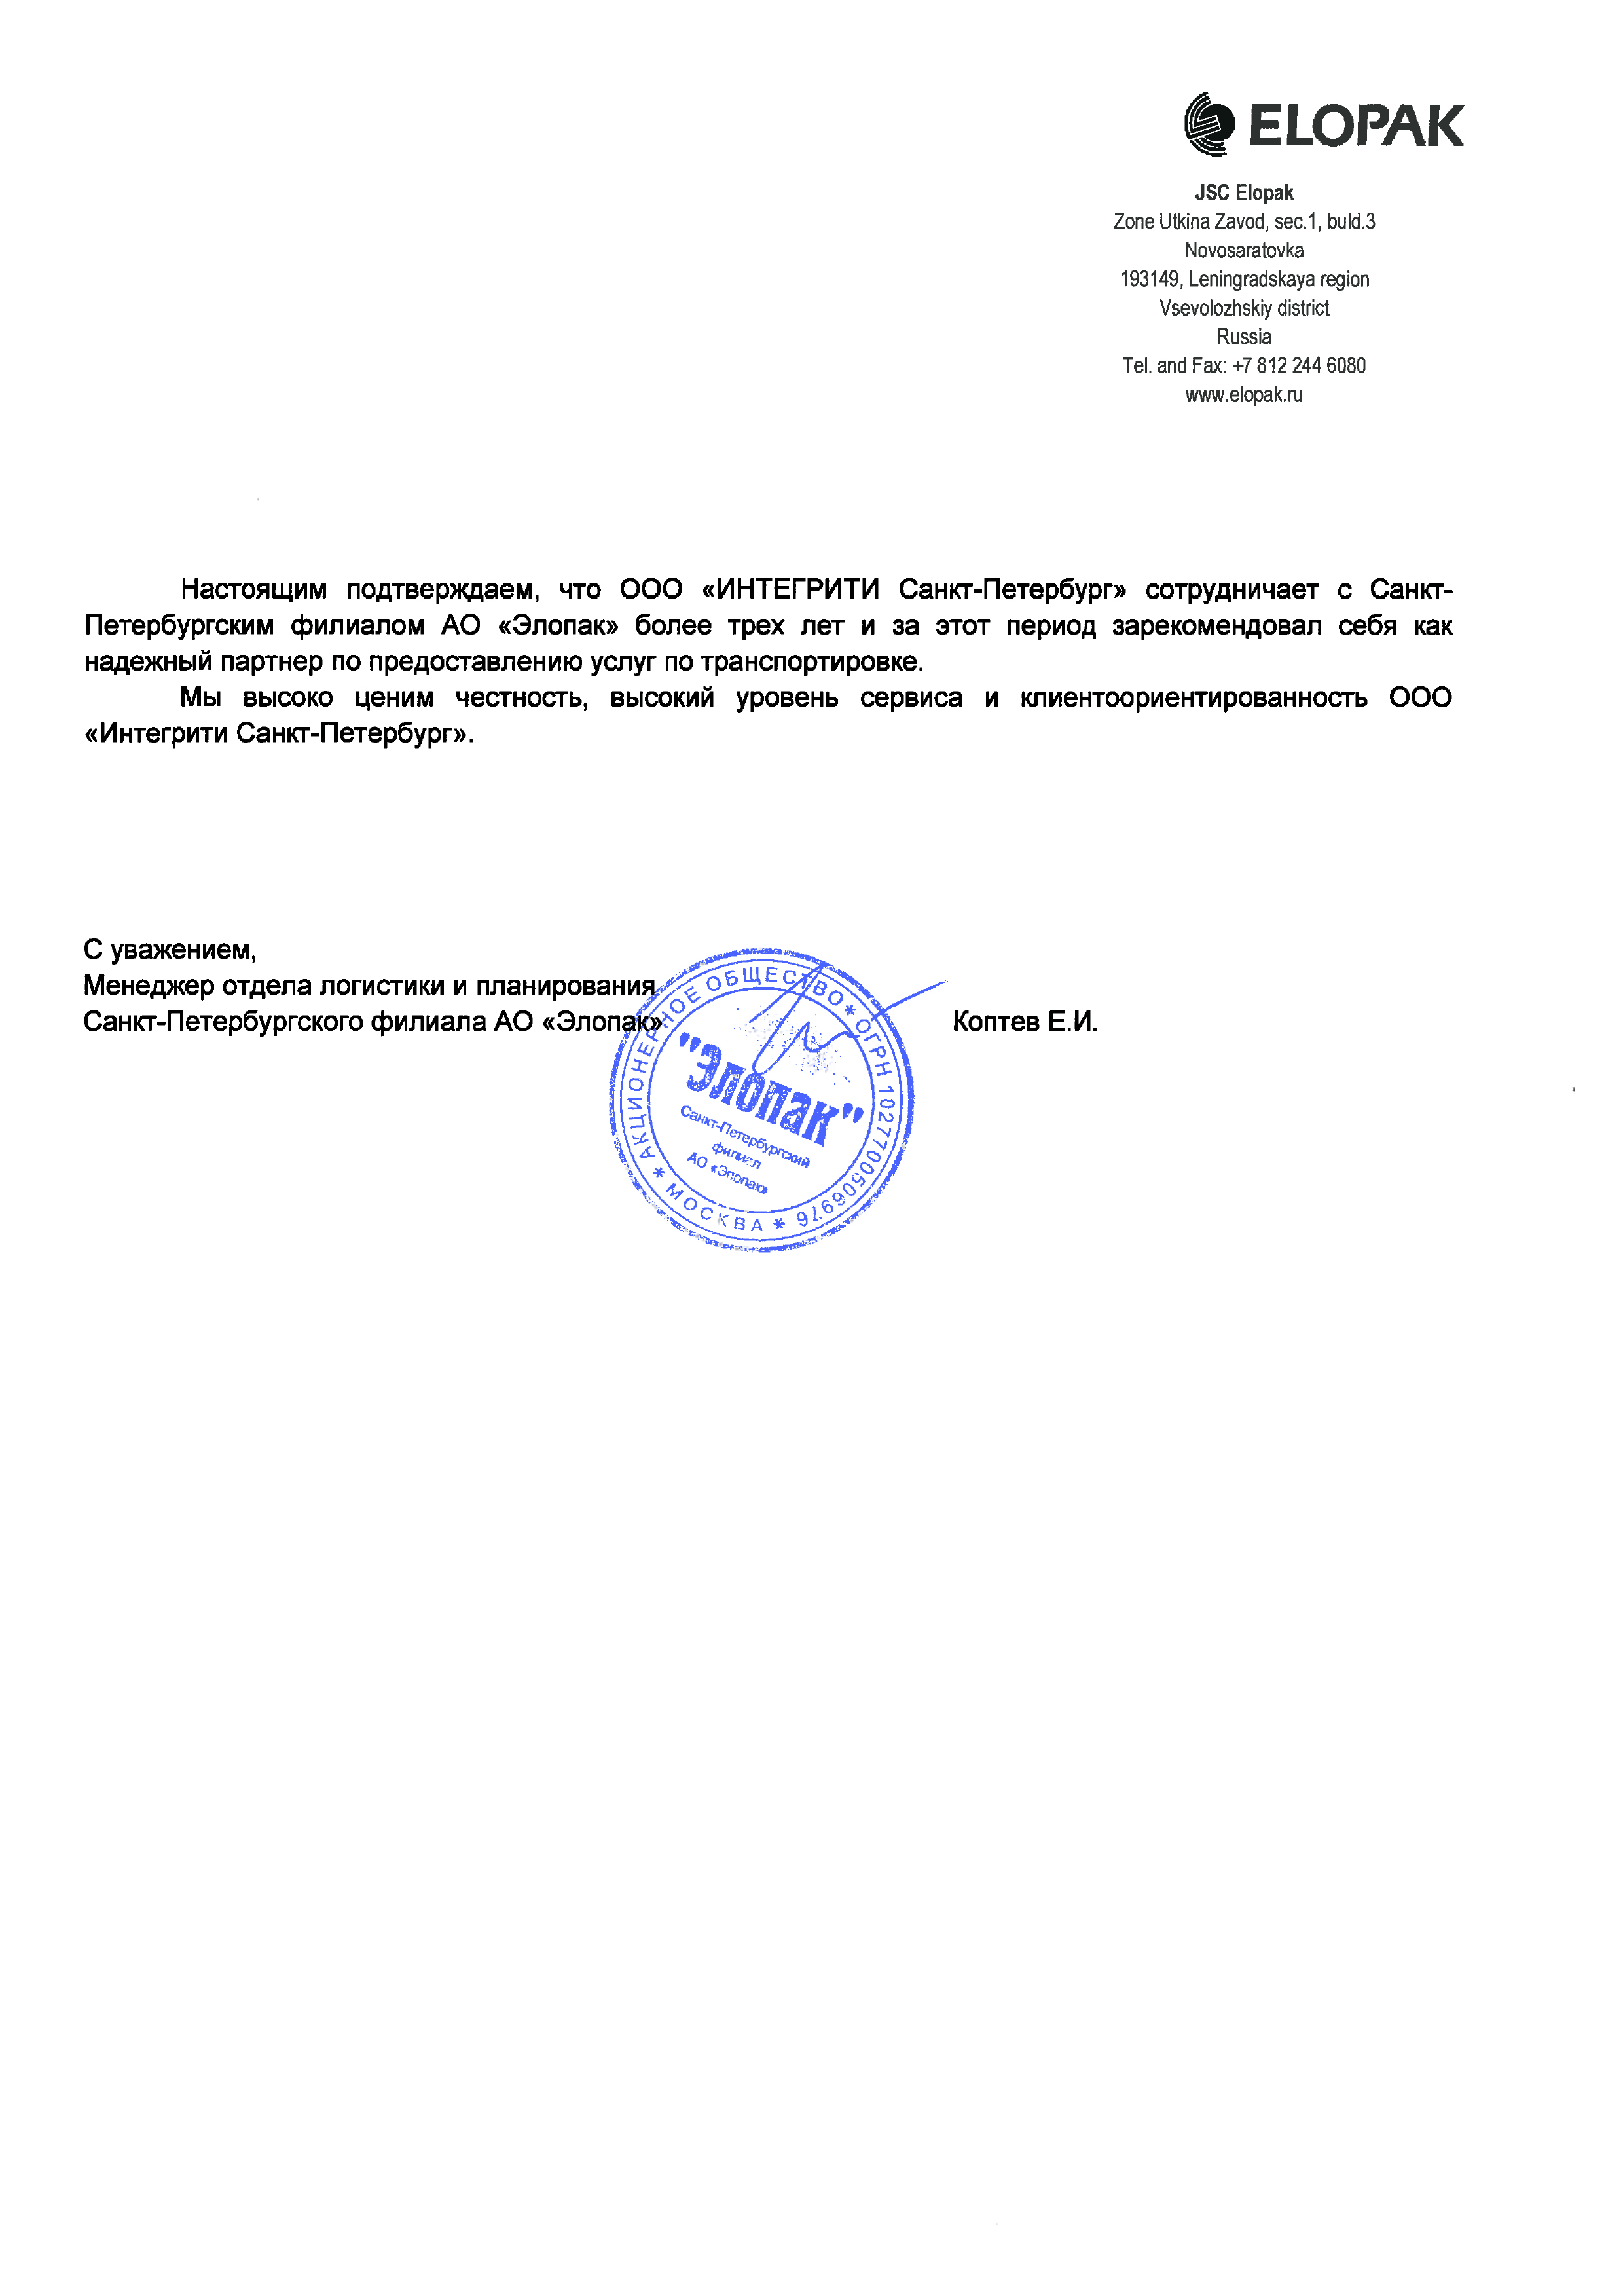 ELOPAK
JSC Elopak
Zone Utkina Zavod, sec.1, buld.3
Novosaratovka
193149, Leningradskaya region
Vsevolozhskiy district
Russia
Tel. and Fax: +7 812 244 6080
www.elopak.ru
Настоящим подтверждаем, что ООО «ИНТЕГРИТИ Санкт-Петербург» сотрудничает с Санкт-
Петербургским филиалом АО «Элопак» более трех лет и за этот период зарекомендовал себя как
надежный партнер по предоставлению услуг по транспортировке.
Мы высоко ценим честность, высокий уровень сервиса и клиентоориентированность ООО
«Интегрити Санкт-Петербург».
С уважением,
Менеджер отдела логистики и планирования
Санкт-Петербургского филиала АО «Элопак»
Коптев Е.И.
* АКЦИОНЕРНОЕ ОБЩЕСТВО * ОГРН 1027700506976
* МОСКВА *
"Элопак"
Санкт-Петербургский
филиал
АО «Элопак»